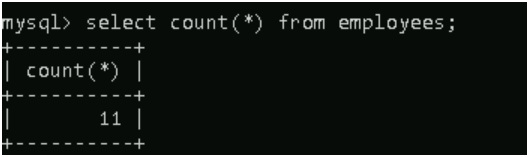 mysql> select count(*) from employees;
+----------+
| count(*) |
+----------+
|       11 |
+----------+